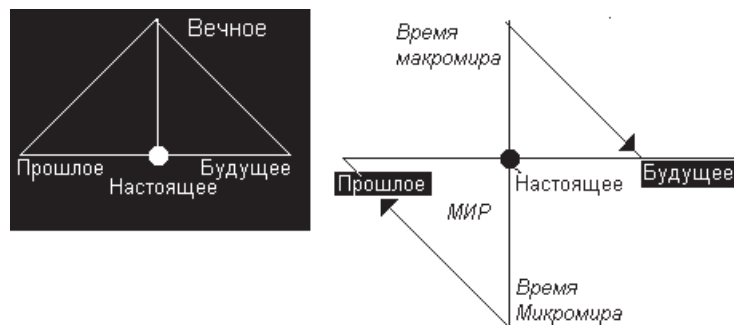 Вечное
Прошлое
Будущее
Настоящее
Время
макромира
Прошлое
Настоящее
Будущее
МИР
Время
Микромира